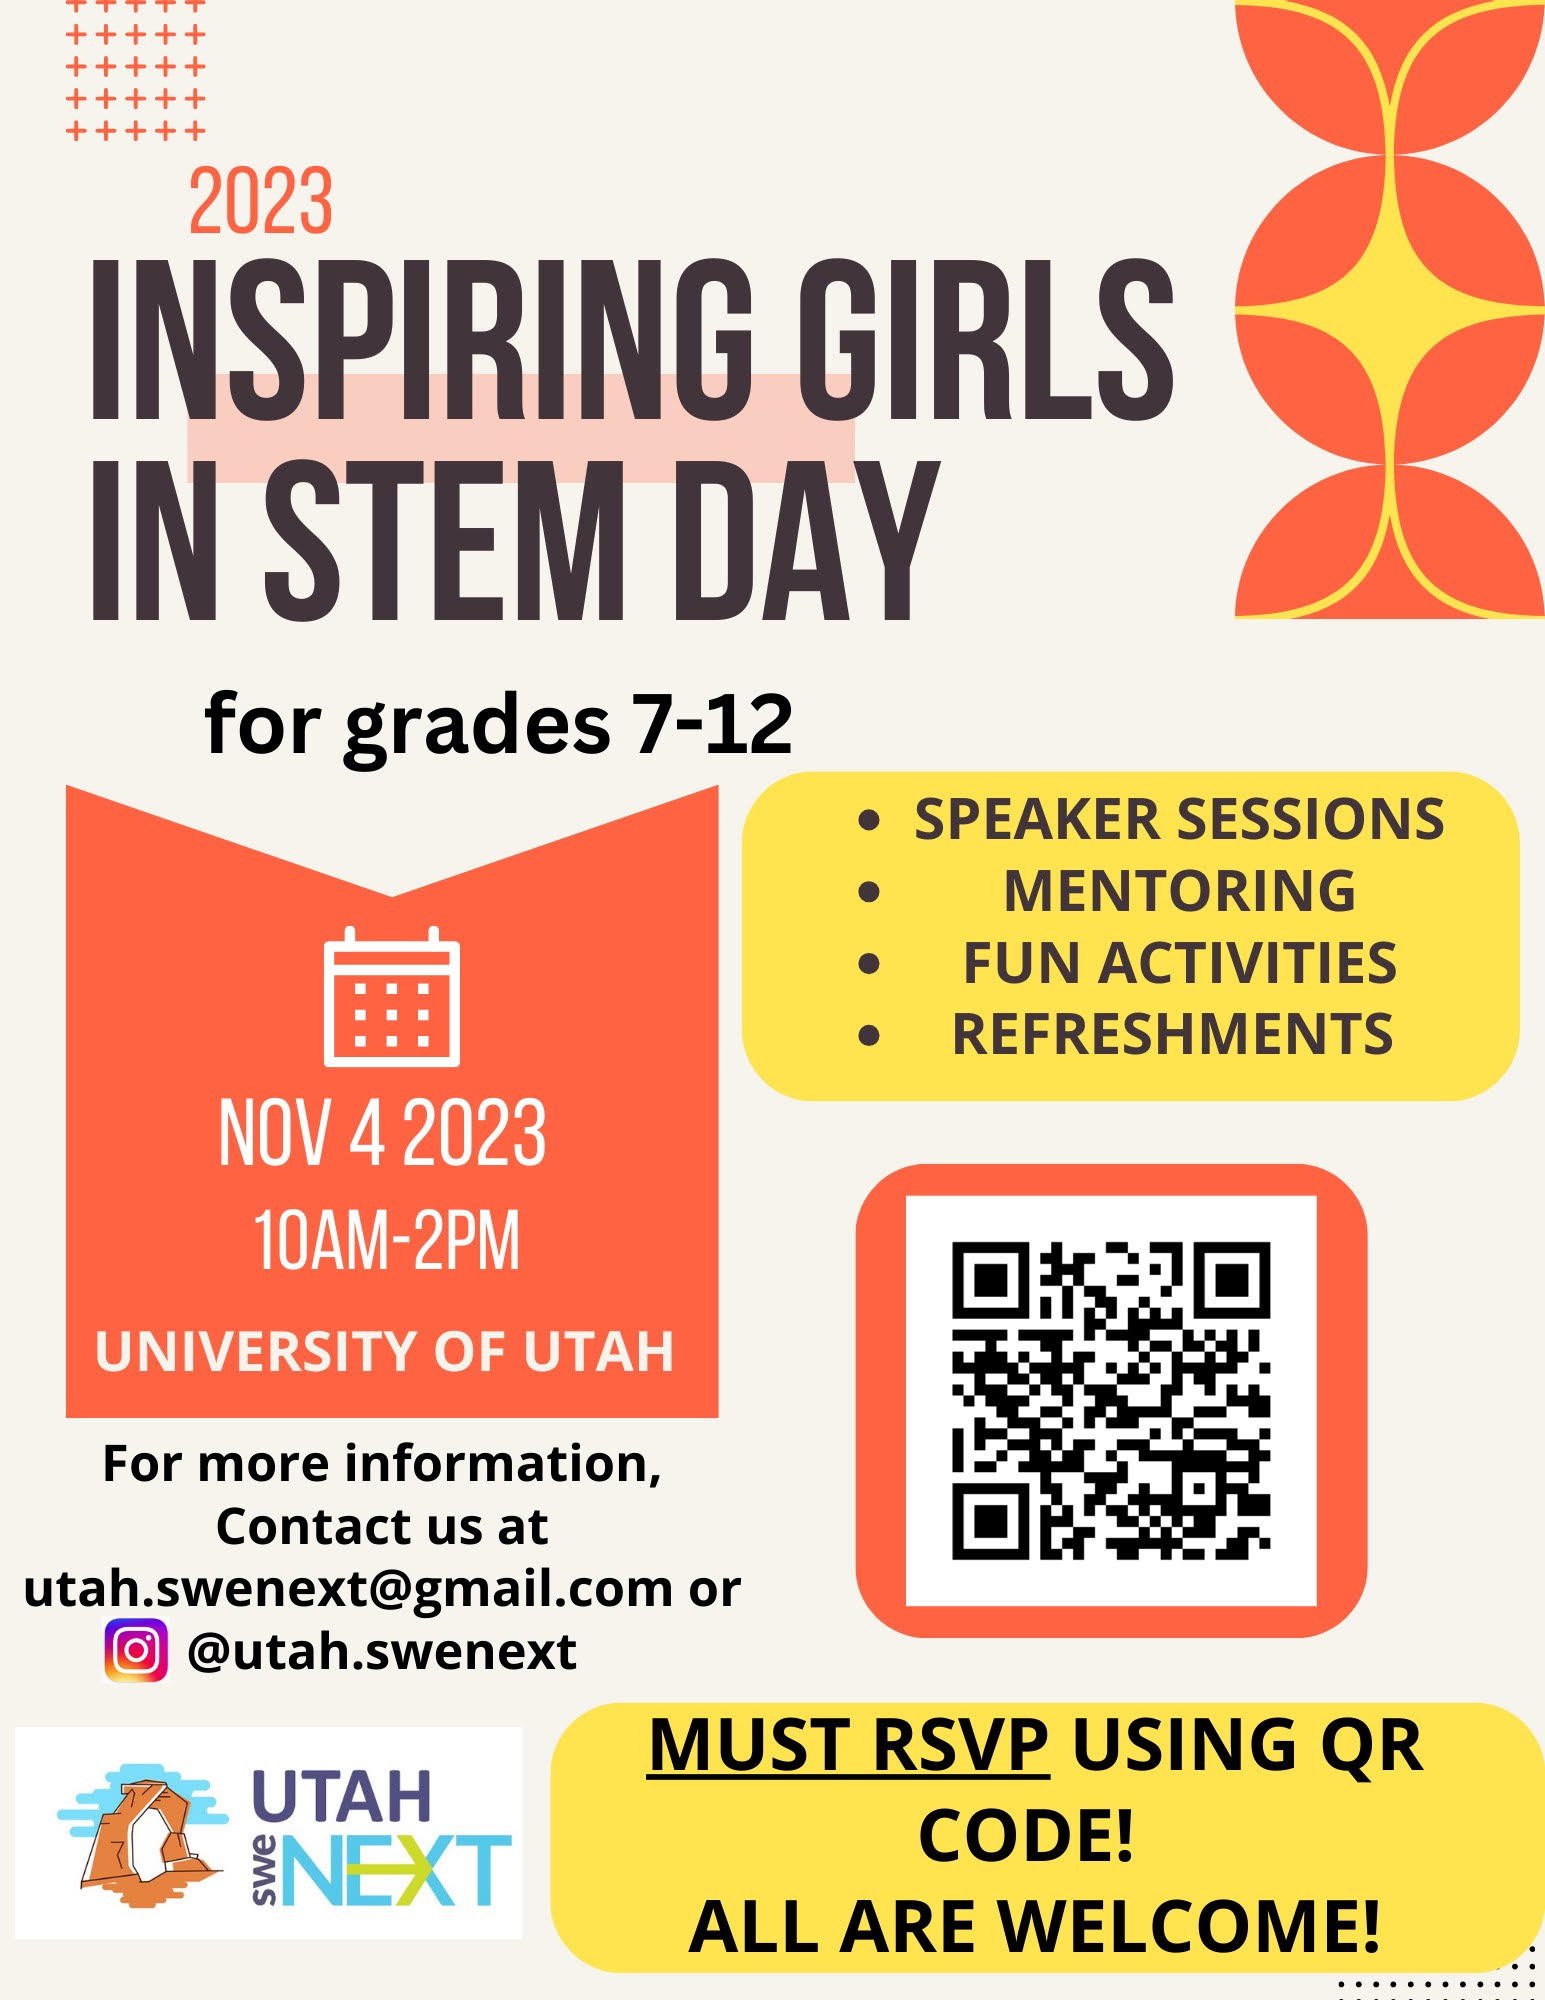 2023
INSPIRING GIRLS
IN STEM DAY
for grades 7-12
• SPEAKER SESSIONS
• MENTORING
• FUN ACTIVITIES
• REFRESHMENTS
NOV 4 2023
10AM-2PM
UNIVERSITY OF UTAH
For more information,
Contact us at
utah.swenext@gmail.com or
@utah.swenext
UTAH
swe NEXT
MUST RSVP USING QR
CODE!
ALL ARE WELCOME!